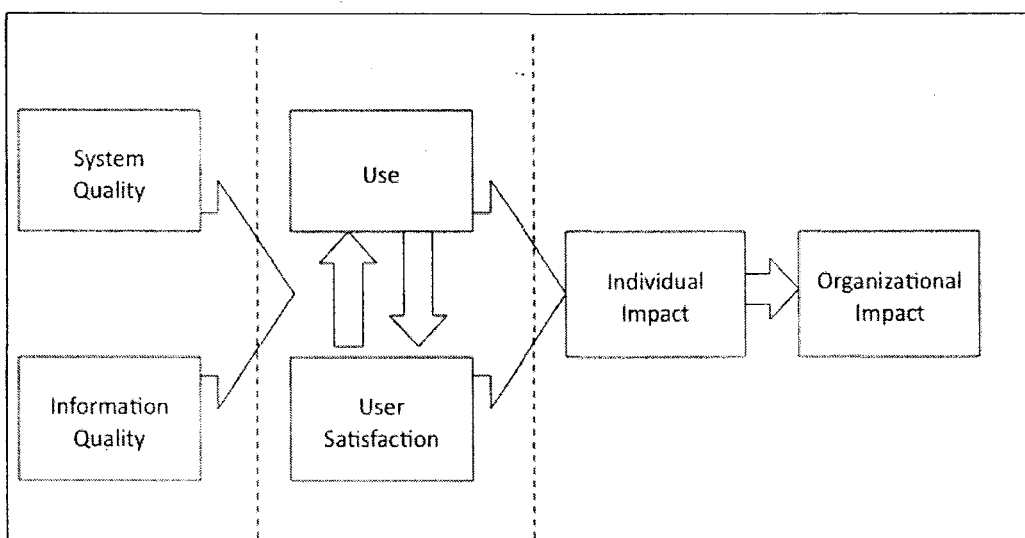 System
Quality
Use
Individual
Impact
Organizational
Impact
Information
Quality
User
Satisfaction